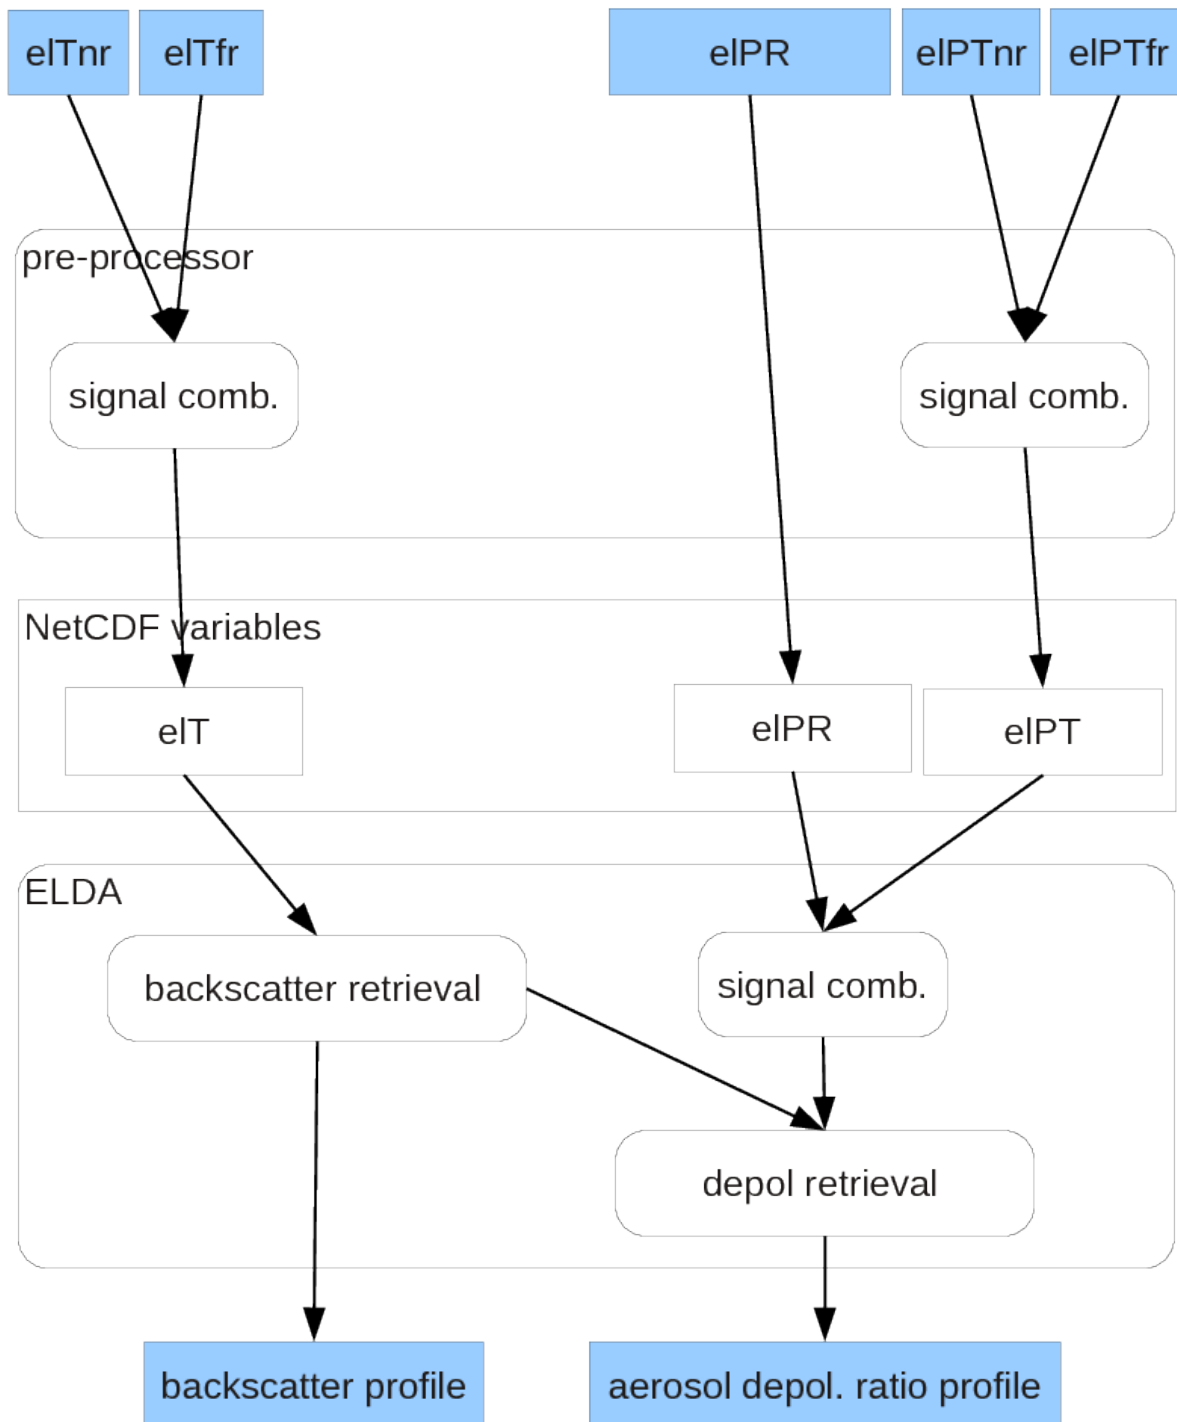 elTnr
elTfr
elPR
elPTnr
elPTfr
pre-processor
signal comb.
signal comb.
NetCDF variables
elT
elPR
elPT
ELDA
backscatter retrieval
signal comb.
depol retrieval
backscatter profile
aerosol depol. ratio profile